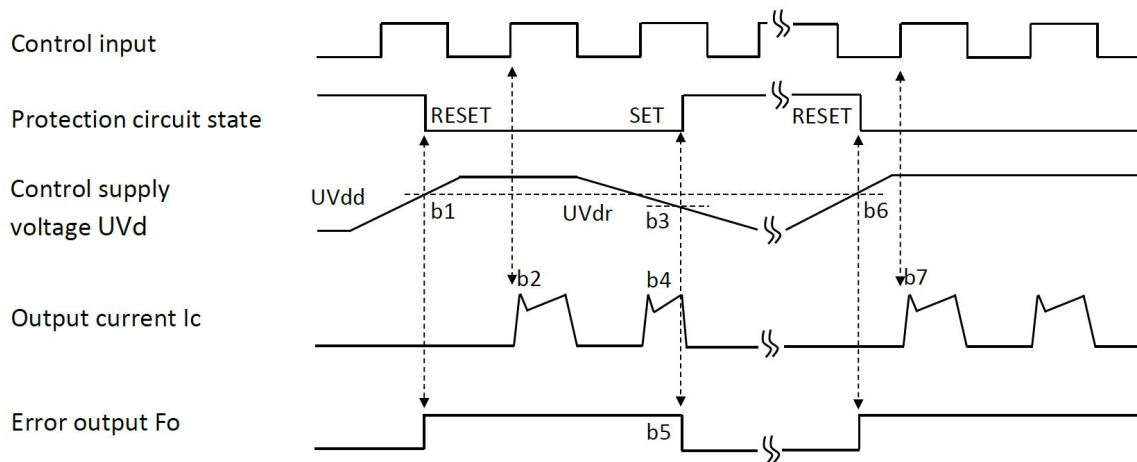 Control input
Protection circuit state
RESET
SET
RESET
Control supply
voltage UVd
UVdd
b1
UVdr
b3
b6
b2
b4
b7
Output current Ic
Error output Fo
b5